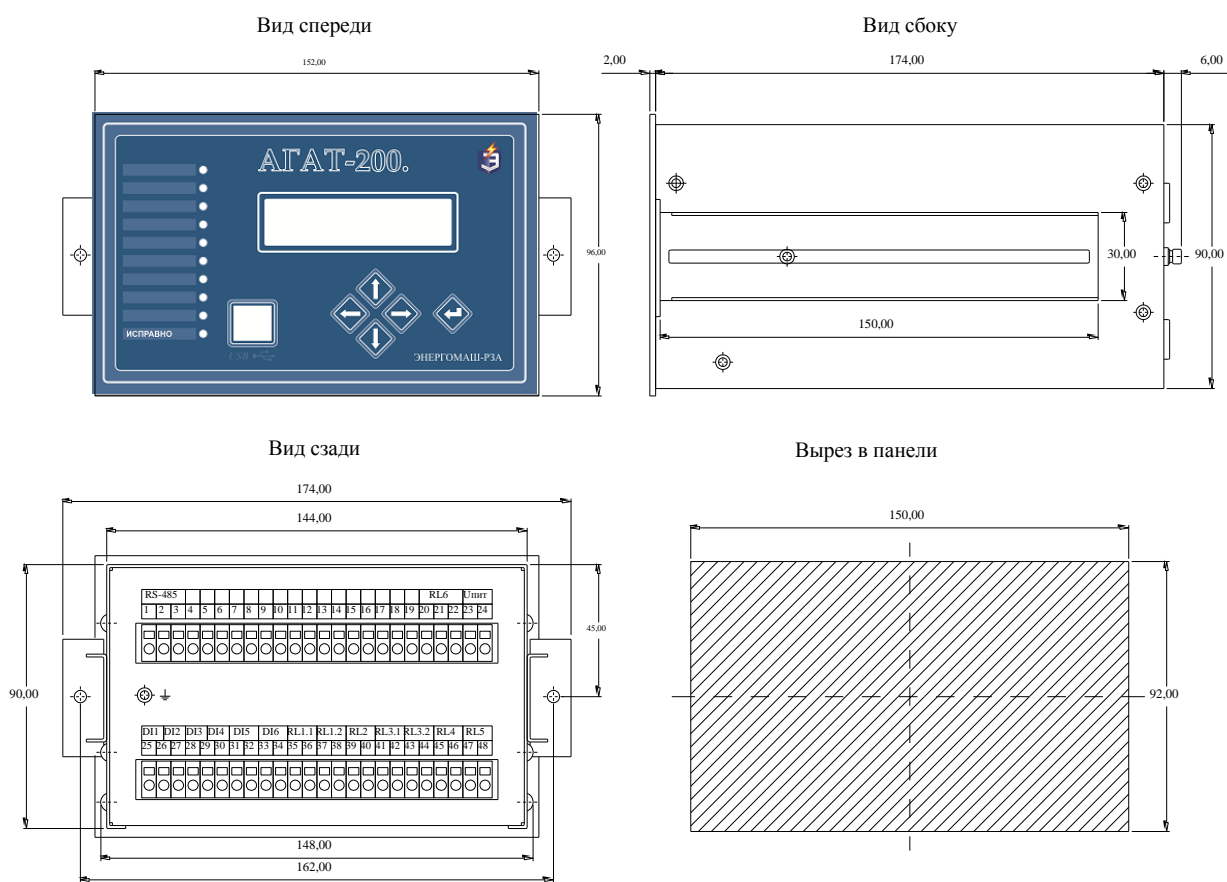 Вид спереди
Вид сбоку
152,00
2,00
174,00
6,00
АГАТ-200.
96,00
30,00
90,00
150,00
ИСПРАВНО
USB
ЭНЕРГОМАШ-РЗА
Вид сзади
Вырез в панели
174,00
144,00
150,00
RS-485 RL6 Uпит
1 2 3 4 5 6 7 8 9 10 11 12 13 14 15 16 17 18 19 20 21 22 23 24
45,00
90,00
92,00
DI1 DI2 DI3 DI4 DI5 DI6 RL1.1 RL1.2 RL2 RL3.1 RL3.2 RL4 RL5
25 26 27 28 29 30 31 32 33 34 35 36 37 38 39 40 41 42 43 44 45 46 47 48
148,00
162,00